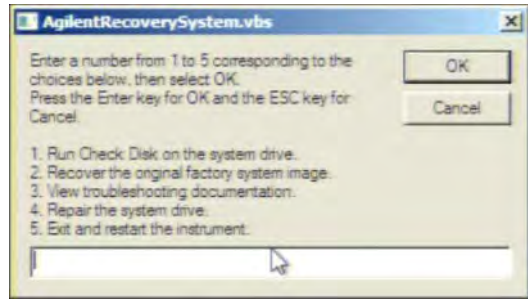 AgilentRecoverySystem.vbs
Enter a number from 1 to 5 corresponding to the
choices below, then select OK.
Press the Enter key for OK and the ESC key for
Cancel.
OK
Cancel
1. Run Check Disk on the system drive.
2. Recover the original factory system image.
3. View troubleshooting documentation.
4. Repair the system drive.
5. Exit and restart the instrument.